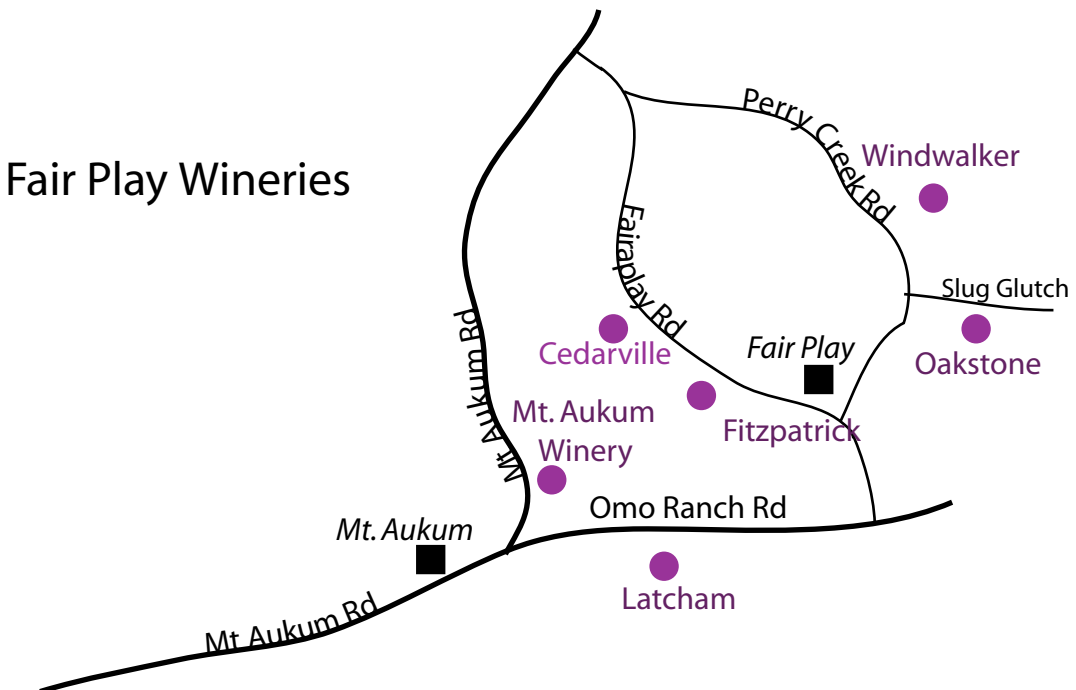 Fair Play Wineries
Perry Creek Rd
Windwalker
Fairaplay Rd
Slug Glutch
Mt Aukum Rd
Cedarville
Fair Play
Oakstone
Mt. Aukum
Winery
Fitzpatrick
Omo Ranch Rd
Mt. Aukum
Latcham
Mt Aukum Rd